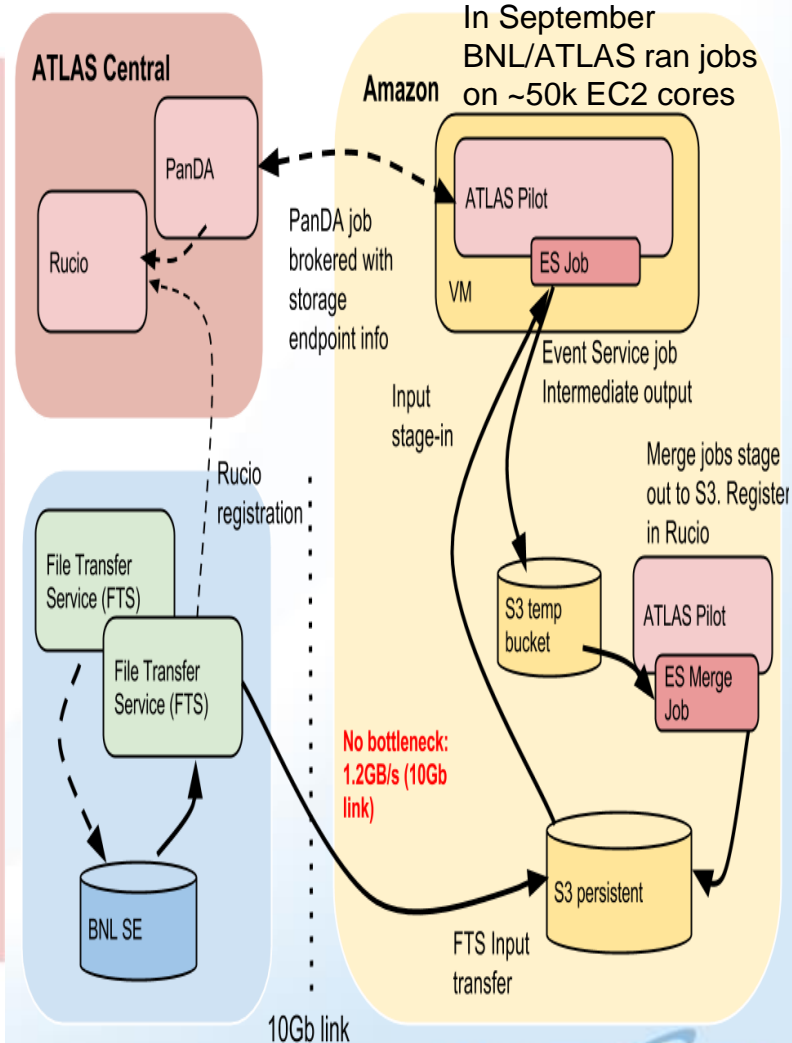 In September
BNL/ATLAS ran jobs
on ~50k EC2 cores
ATLAS Central
Amazon
PanDA
Rucio
PanDA job
brokered with
storage
endpoint info
ATLAS Pilot
ES Job
VM
Event Service job
Intermediate output
Input
stage-in
Merge jobs stage
out to S3. Register
in Rucio
Rucio
registration
File Transfer
Service (FTS)
File Transfer
Service (FTS)
S3 temp
bucket
ATLAS Pilot
ES Merge
Job
No bottleneck:
1.2GB/s (10Gb
link)
BNL SE
S3 persistent
FTS Input
transfer
10Gb link